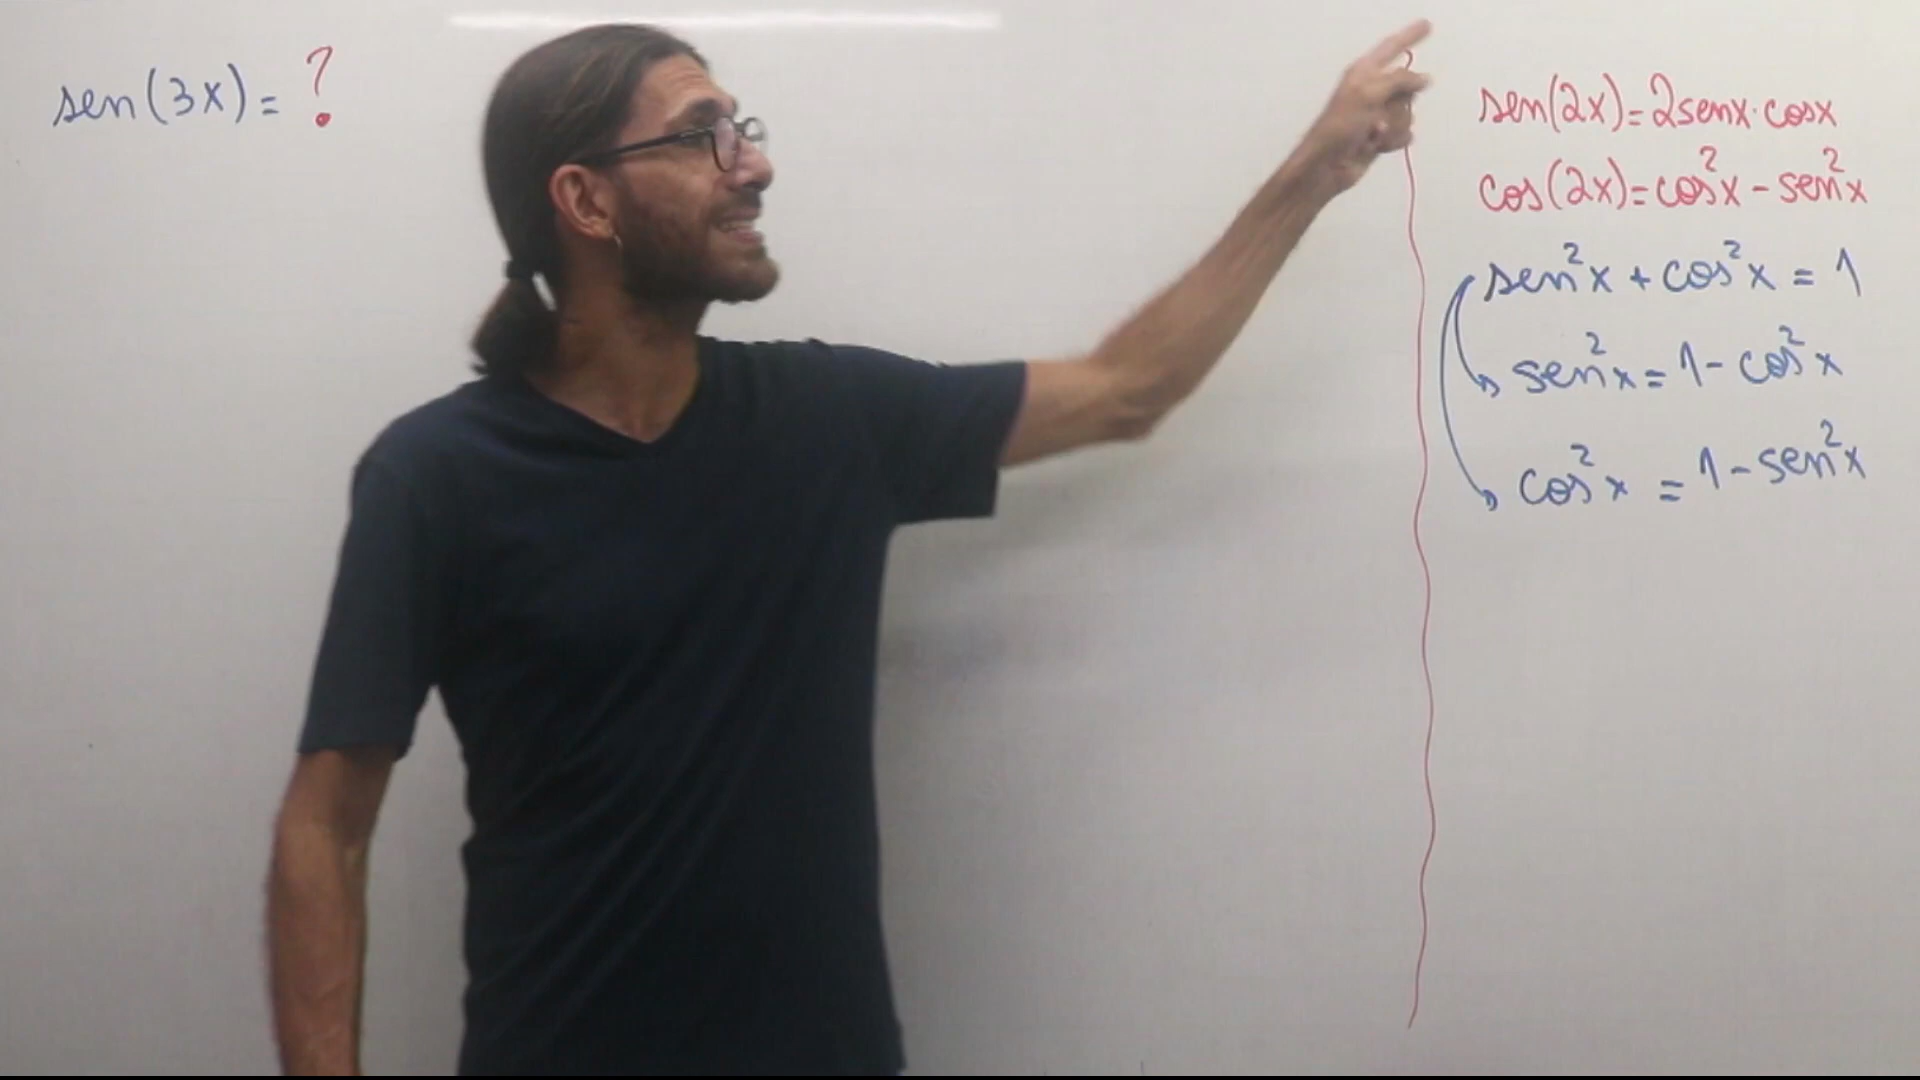 sen(3x) = ?
sen(2x) = 2senx · cosx
cos(2x) = cos²x - sen²x
sen²x + cos²x = 1
sen²x = 1 - cos²x
cos²x = 1 - sen²x